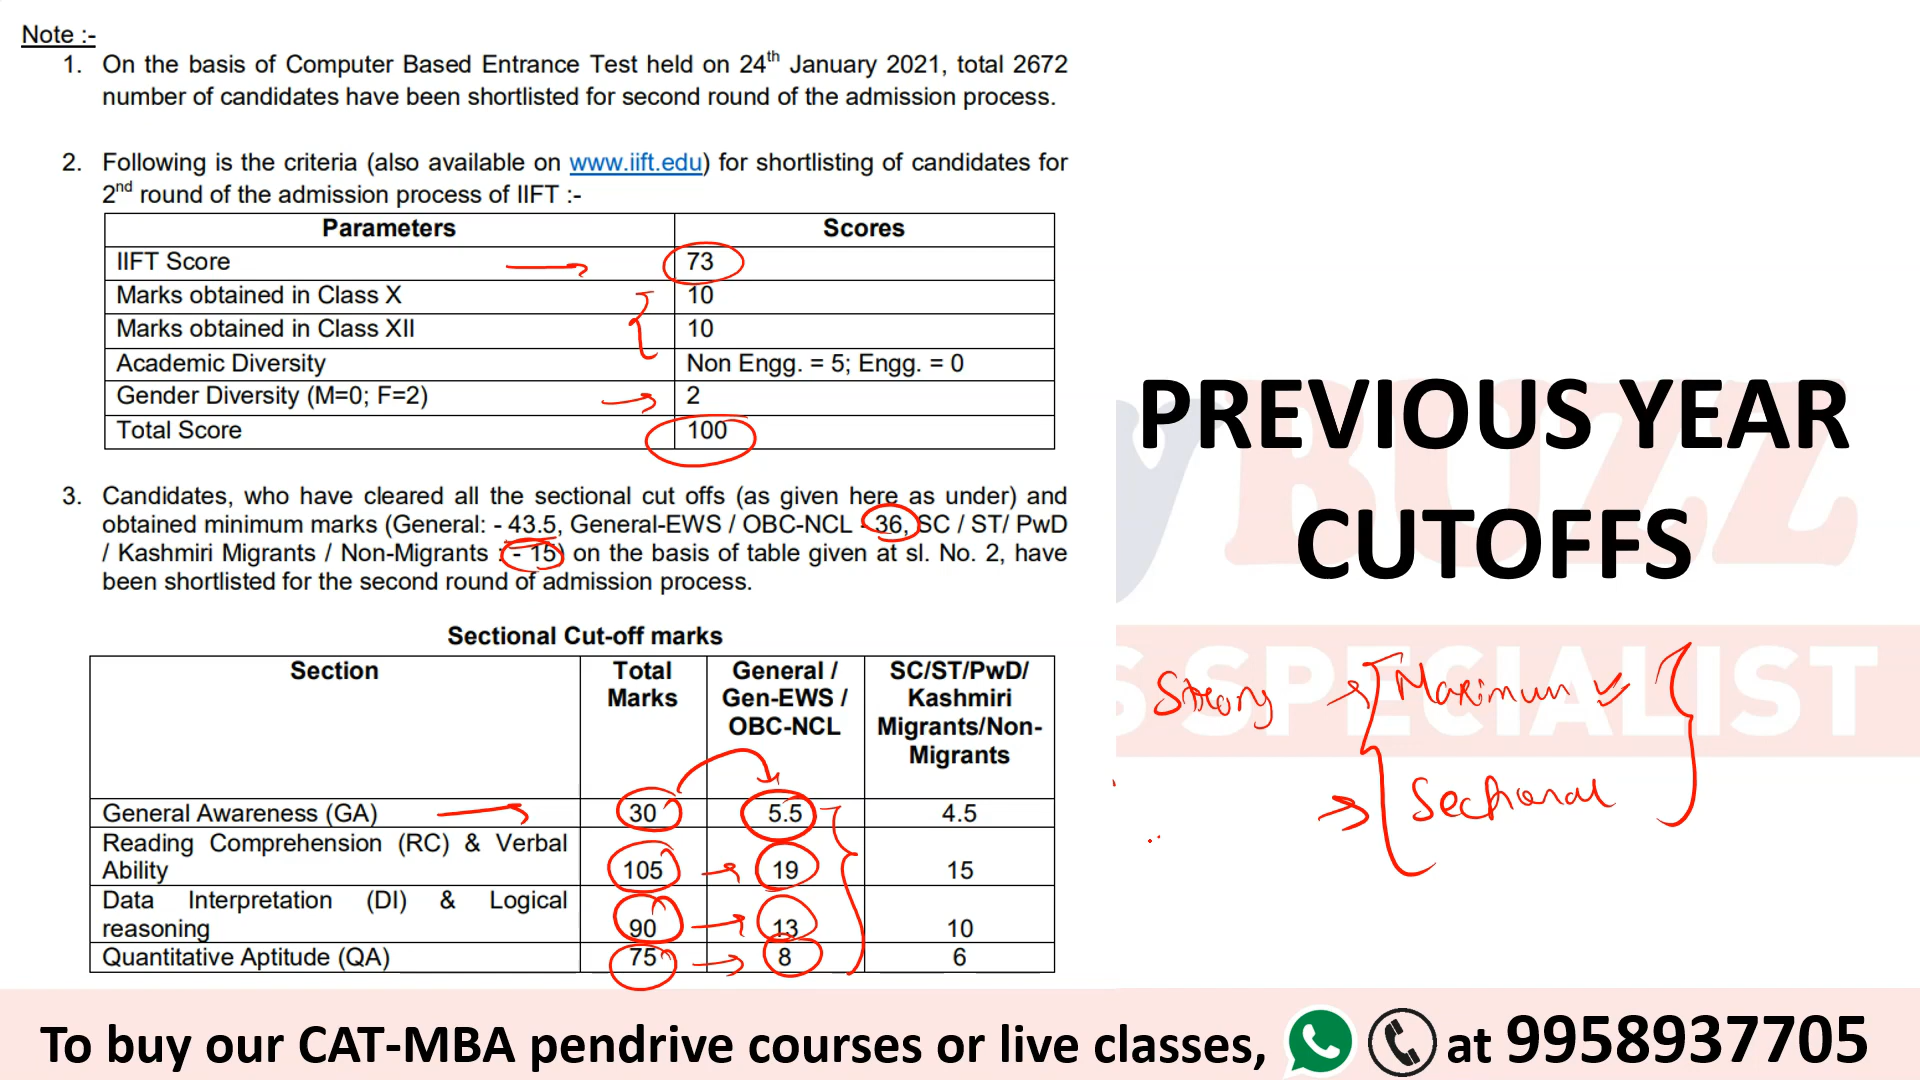 Note :-
1. On the basis of Computer Based Entrance Test held on 24th January 2021, total 2672
number of candidates have been shortlisted for second round of the admission process.
2. Following is the criteria (also available on www.iift.edu) for shortlisting of candidates for
2nd round of the admission process of IIFT :-
Parameters Scores
IIFT Score 73
Marks obtained in Class X 10
Marks obtained in Class XII 10
Academic Diversity Non Engg. = 5; Engg. = 0
Gender Diversity (M=0; F=2) 2
Total Score 100
3. Candidates, who have cleared all the sectional cut offs (as given here as under) and
obtained minimum marks (General: - 43.5, General-EWS / OBC-NCL - 36, SC / ST/ PwD
/ Kashmiri Migrants / Non-Migrants : - 15) on the basis of table given at sl. No. 2, have
been shortlisted for the second round of admission process.
Sectional Cut-off marks
Section Total Marks General / Gen-EWS / OBC-NCL SC/ST/PwD/ Kashmiri Migrants/Non-Migrants
General Awareness (GA) 30 5.5 4.5
Reading Comprehension (RC) & Verbal
Ability 105 19 15
Data Interpretation (DI) & Logical
reasoning 90 13 10
Quantitative Aptitude (QA) 75 8 6
PREVIOUS YEAR
CUTOFFS
BUZZ
S SPECIALIST
Strong
Maximum
Sectional
To buy our CAT-MBA pendrive courses or live classes, at 9958937705